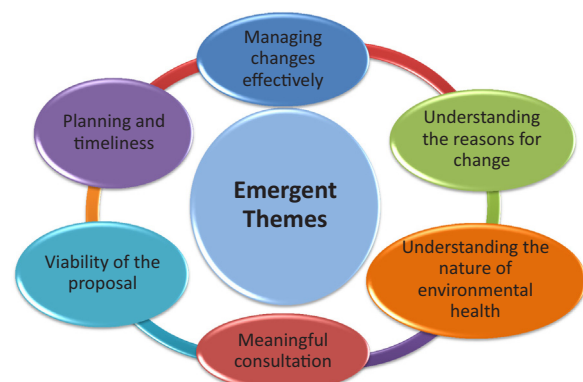 Managing
changes
effectively
Understanding
the reasons for
change
Understanding the
nature of
environmental
health
Meaningful
consultation
Viability of the
proposal
Planning and
timeliness
Emergent
Themes